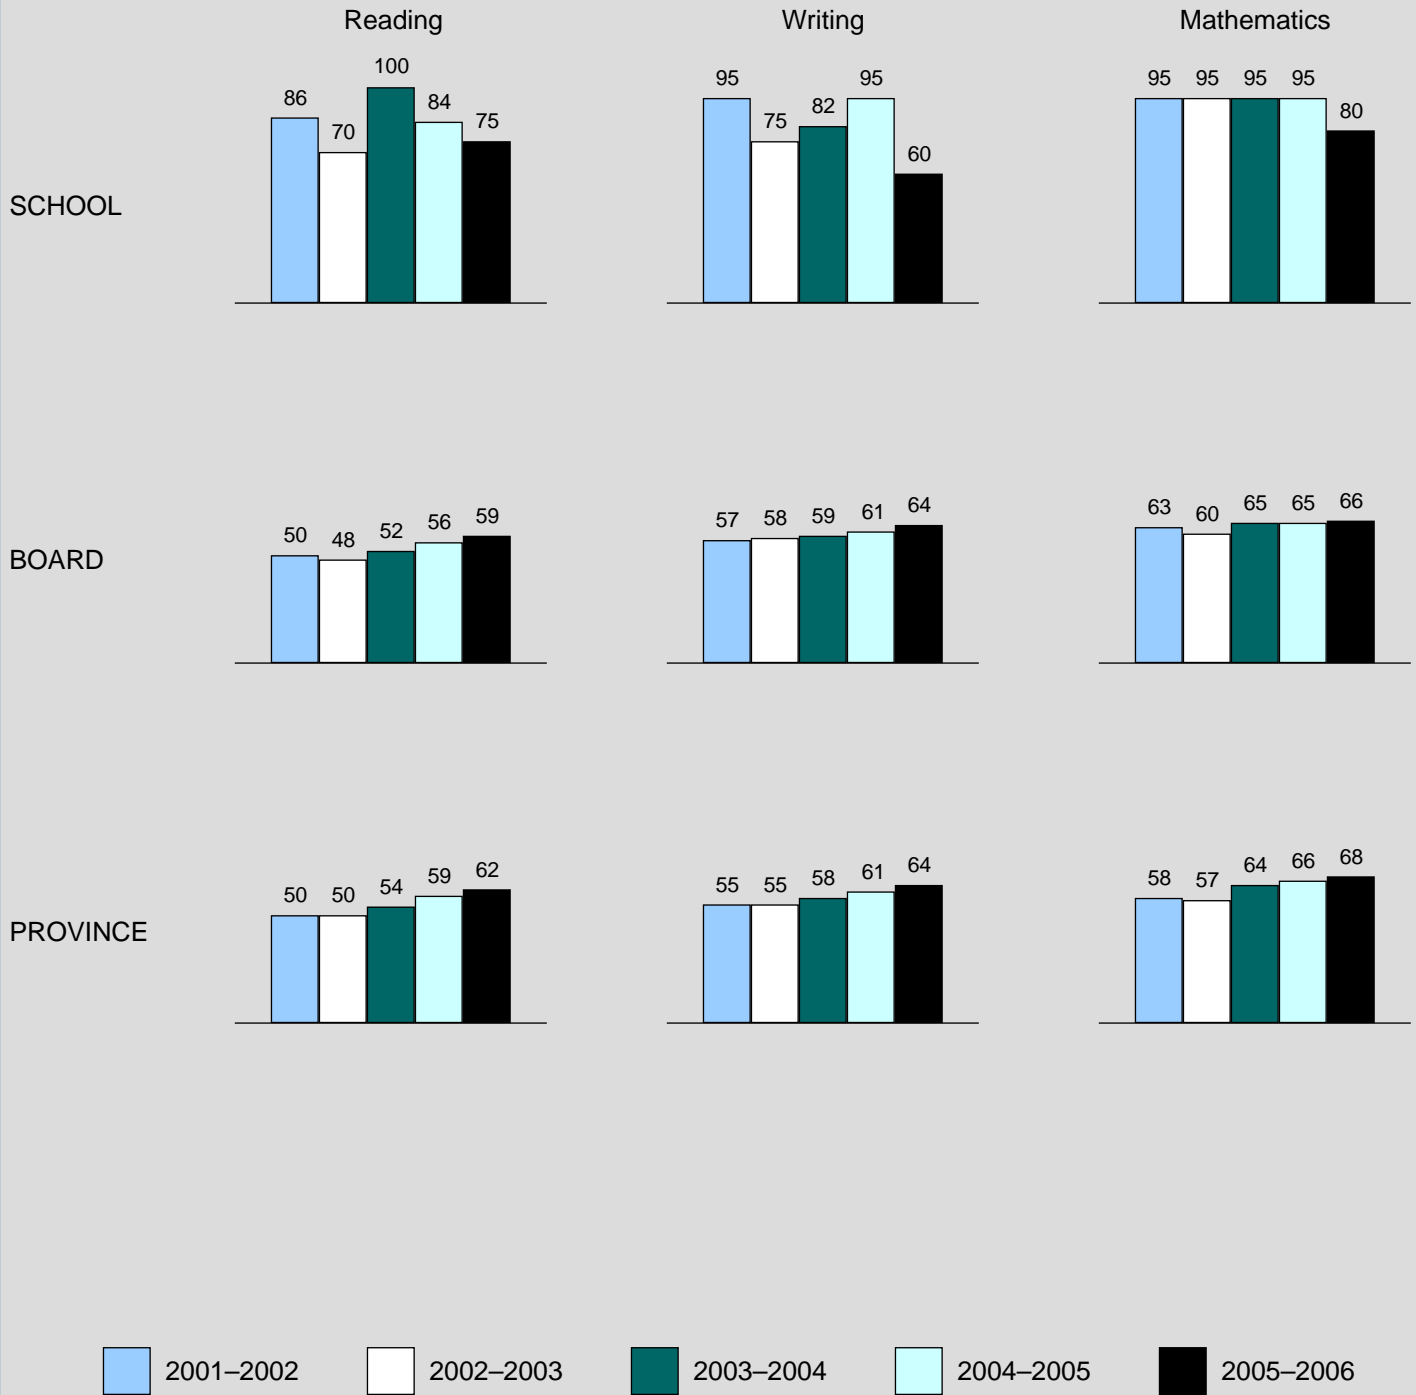 Reading Writing Mathematics
SCHOOL
86 70 100 84 75
95 75 82 95 60
95 95 95 95 80
BOARD
50 48 52 56 59
57 58 59 61 64
63 60 65 65 66
PROVINCE
50 50 54 59 62
55 55 58 61 64
58 57 64 66 68
2001–2002 2002–2003 2003–2004 2004–2005 2005–2006